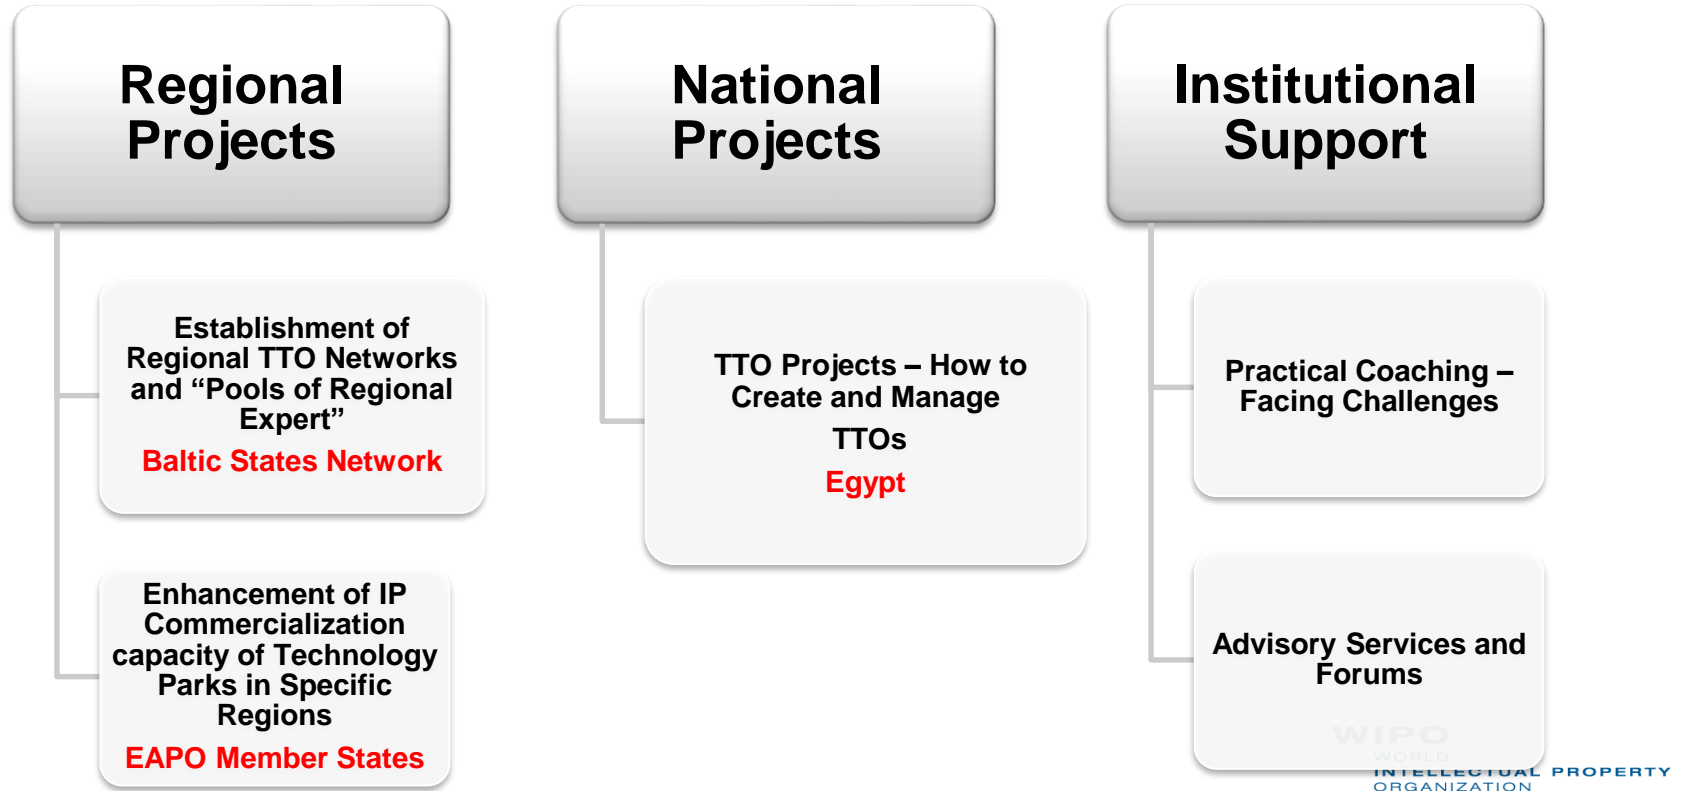 Regional
Projects
Establishment of
Regional TTO Networks
and “Pools of Regional
Expert”
Baltic States Network
Enhancement of IP
Commercialization
capacity of Technology
Parks in Specific
Regions
EAPO Member States
National
Projects
TTO Projects – How to
Create and Manage
TTOs
Egypt
Institutional
Support
Practical Coaching –
Facing Challenges
Advisory Services and
Forums
WIPO
WORLD
INTELLECTUAL PROPERTY
ORGANIZATION